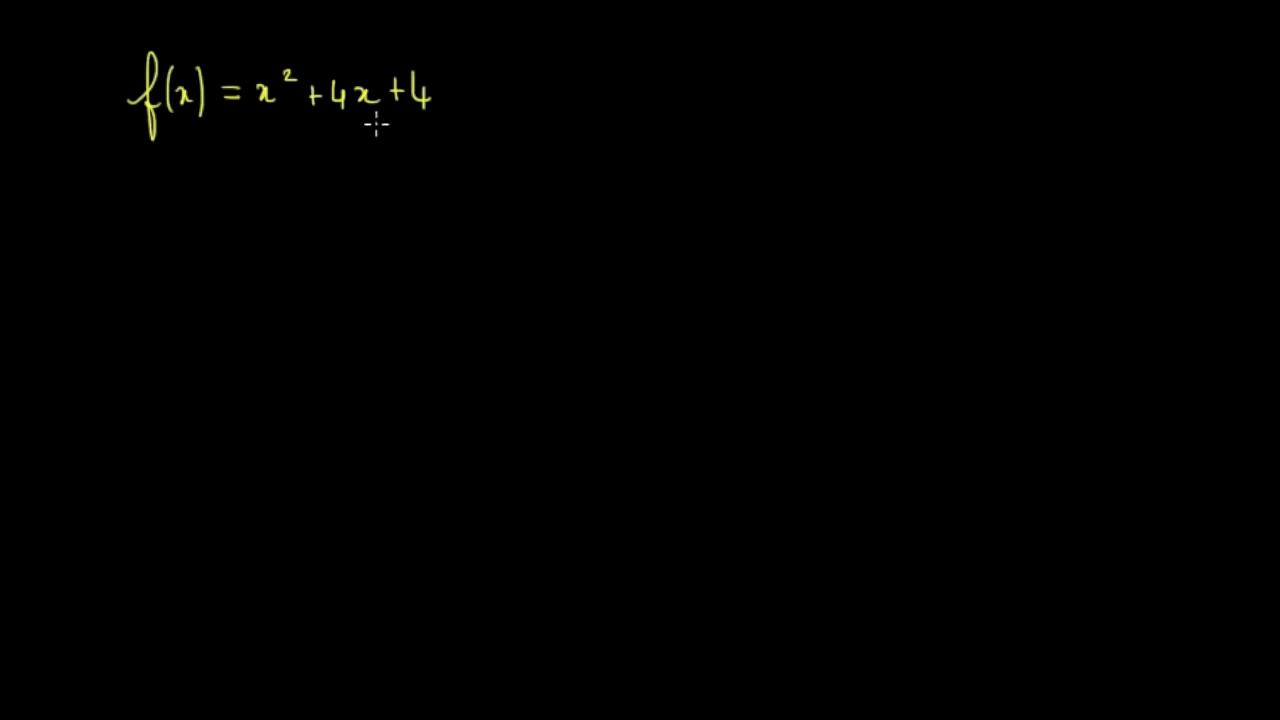 f(x) = x² + 4x + 4